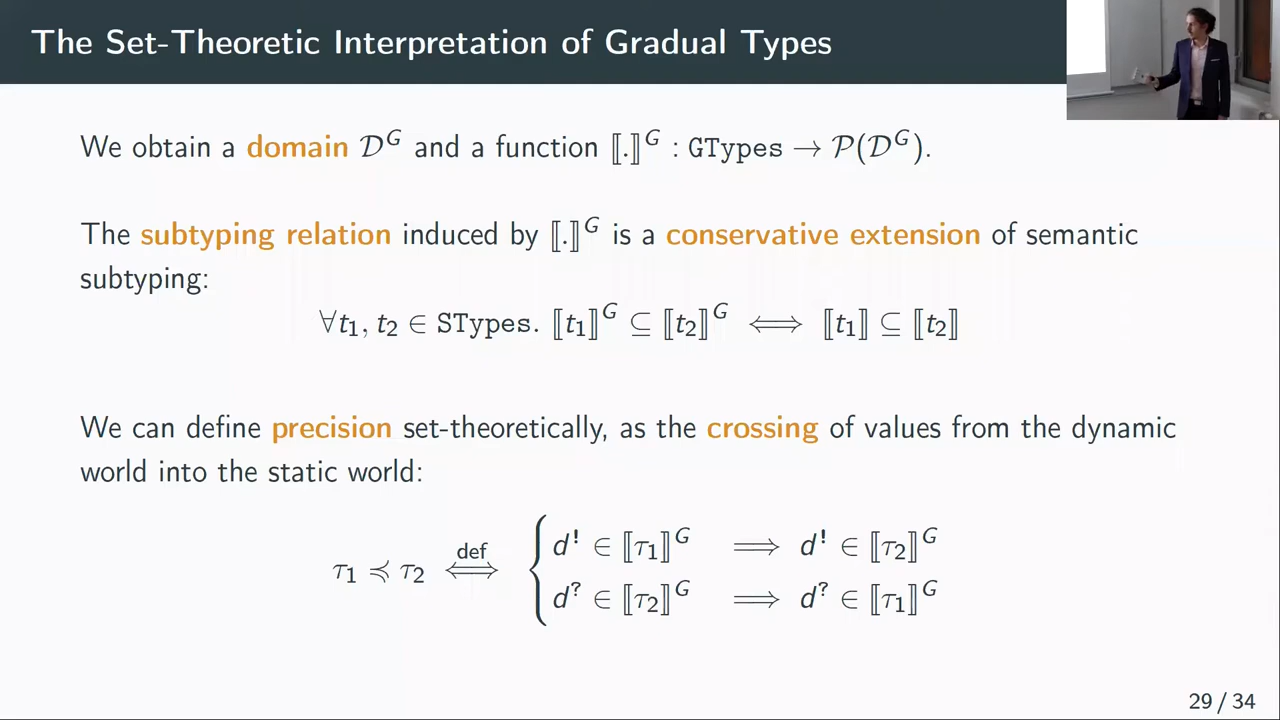 The Set-Theoretic Interpretation of Gradual Types
We obtain a domain 𝒟^G and a function ⟦.⟧^G : GTypes → 𝒫(𝒟^G).
The subtyping relation induced by ⟦.⟧^G is a conservative extension of semantic
subtyping:
∀t₁, t₂ ∈ STypes. ⟦t₁⟧^G ⊆ ⟦t₂⟧^G ⟺ ⟦t₁⟧ ⊆ ⟦t₂⟧
We can define precision set-theoretically, as the crossing of values from the dynamic
world into the static world:
τ₁ ≼ τ₂ ⟺^def { d^! ∈ ⟦τ₁⟧^G ⟹ d^! ∈ ⟦τ₂⟧^G
d^? ∈ ⟦τ₂⟧^G ⟹ d^? ∈ ⟦τ₁⟧^G
29 / 34